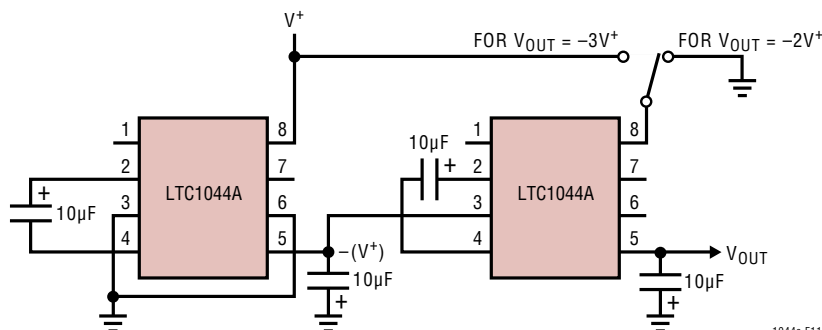 V+
FOR VOUT = –3V+
FOR VOUT = –2V+
1
2
3
4
LTC1044A
8
7
6
5
+
10µF
–(V+)
10µF
+
10µF
+
1
2
3
4
LTC1044A
8
7
6
5
VOUT
10µF
+